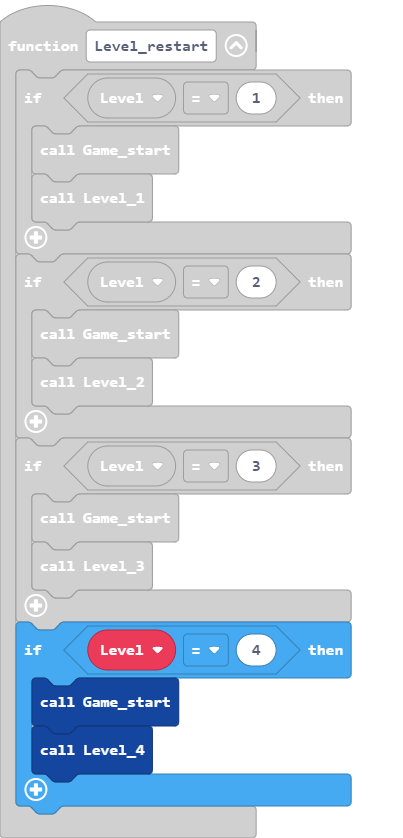 function Level_restart
if Level = 1 then
call Game_start
call Level_1
if Level = 2 then
call Game_start
call Level_2
if Level = 3 then
call Game_start
call Level_3
if Level = 4 then
call Game_start
call Level_4